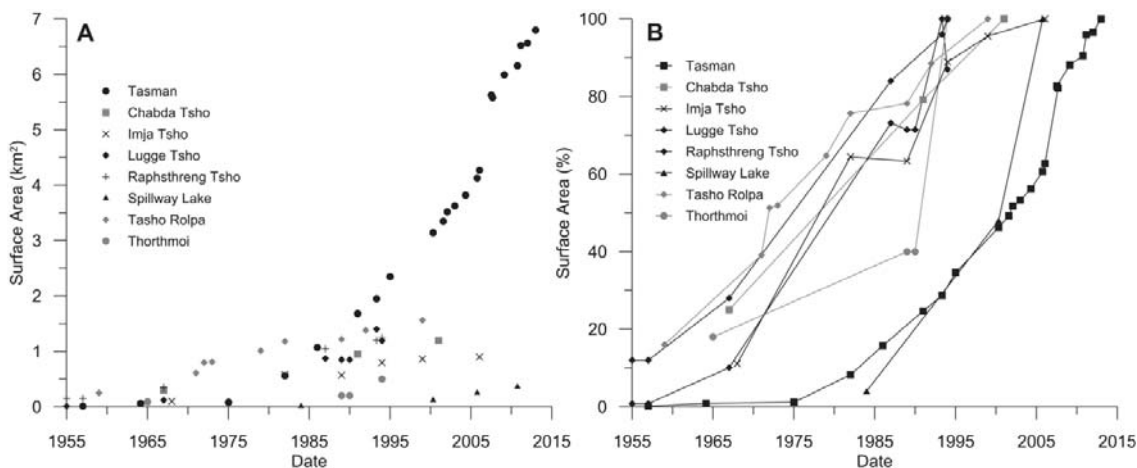 A
Surface Area (km²)
7
6
5
4
3
2
1
0
Tasman
Chabda Tsho
Imja Tsho
Lugge Tsho
Raphsthreng Tsho
Spillway Lake
Tasho Rolpa
Thorthmoi
1955 1965 1975 1985 1995 2005 2015
Date
B
Surface Area (%)
100
80
60
40
20
0
Tasman
Chabda Tsho
Imja Tsho
Lugge Tsho
Raphsthreng Tsho
Spillway Lake
Tasho Rolpa
Thorthmoi
1955 1965 1975 1985 1995 2005 2015
Date